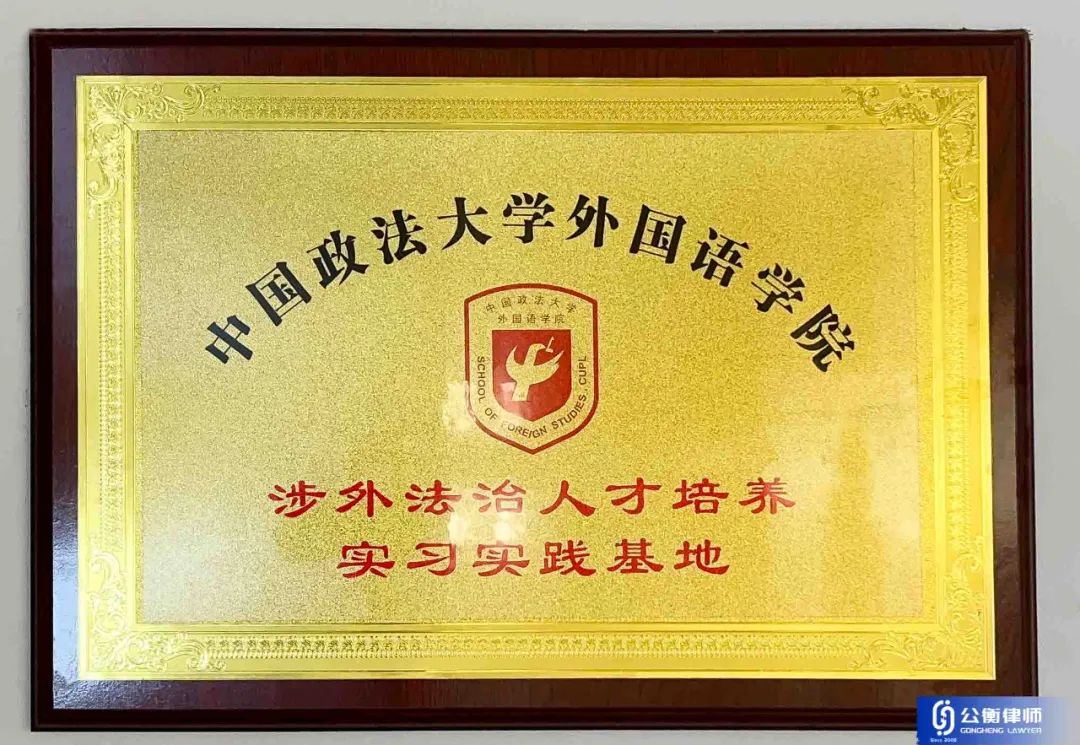 中国政法大学外国语学院
中国政法大学
外国语学院
SCHOOL OF FOREIGN STUDIES, CUPL
涉外法治人才培养
实习实践基地
公衡律师
GONGHENG LAWYER
Since 2002